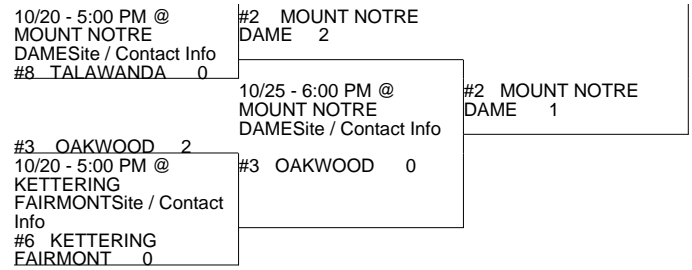 10/20 - 5:00 PM @
MOUNT NOTRE
DAMESite / Contact Info
#8 TALAWANDA 0
#3 OAKWOOD 2
10/20 - 5:00 PM @
KETTERING
FAIRMONTSite / Contact
Info
#6 KETTERING
FAIRMONT 0
#2 MOUNT NOTRE
DAME 2
10/25 - 6:00 PM @
MOUNT NOTRE
DAMESite / Contact Info
#3 OAKWOOD 0
#2 MOUNT NOTRE
DAME 1